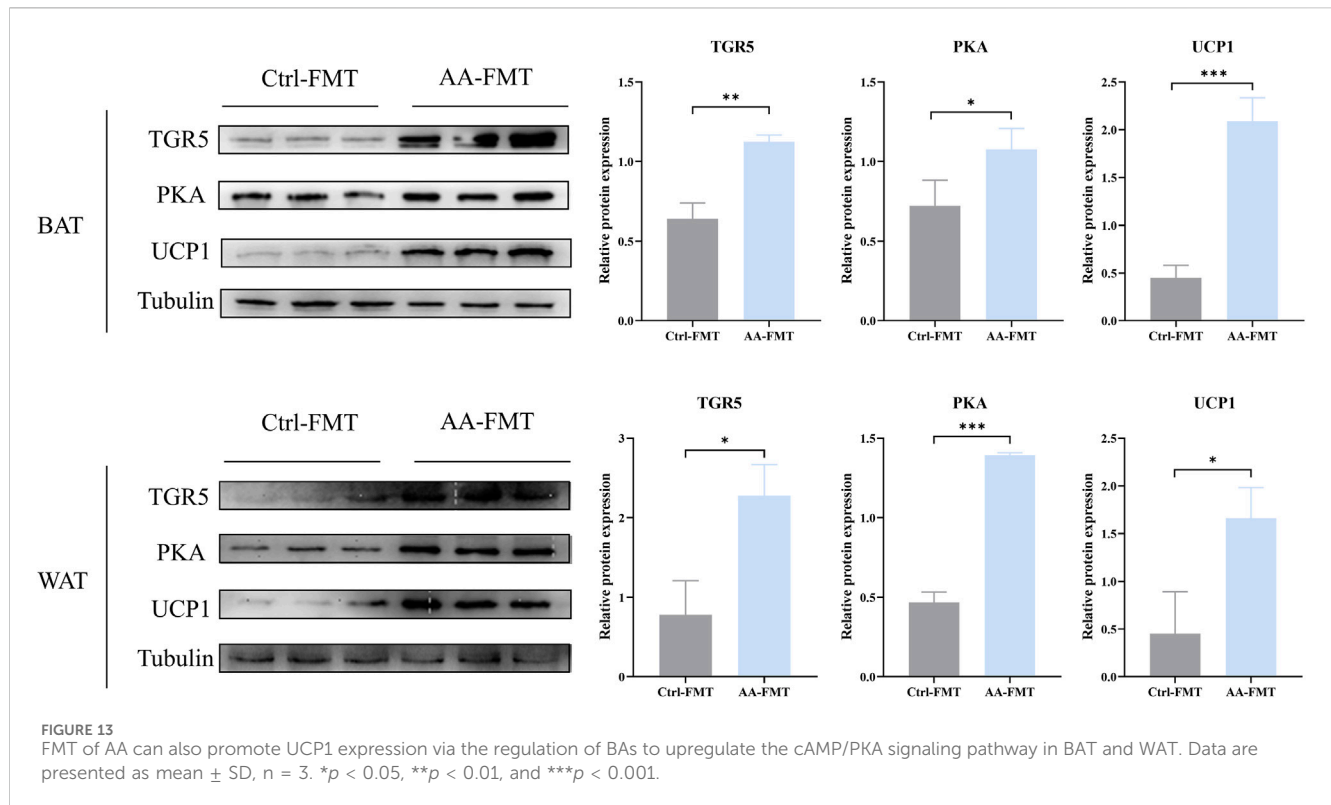 Ctrl-FMT AA-FMT
BAT
TGR5
PKA
UCP1
Tubulin
TGR5
Relative protein expression
1.5
1.0
0.5
0.0
**
Ctrl-FMT AA-FMT
PKA
Relative protein expression
1.5
1.0
0.5
0.0
*
Ctrl-FMT AA-FMT
UCP1
Relative protein expression
2.5
2.0
1.5
1.0
0.5
0.0
***
Ctrl-FMT AA-FMT
Ctrl-FMT AA-FMT
WAT
TGR5
PKA
UCP1
Tubulin
TGR5
Relative protein expression
3
2
1
0
*
Ctrl-FMT AA-FMT
PKA
Relative protein expression
1.5
1.0
0.5
0.0
***
Ctrl-FMT AA-FMT
UCP1
Relative protein expression
2.5
2.0
1.5
1.0
0.5
0.0
*
Ctrl-FMT AA-FMT
FIGURE 13
FMT of AA can also promote UCP1 expression via the regulation of BAs to upregulate the cAMP/PKA signaling pathway in BAT and WAT. Data are
presented as mean ± SD, n = 3. *p < 0.05, **p < 0.01, and ***p < 0.001.